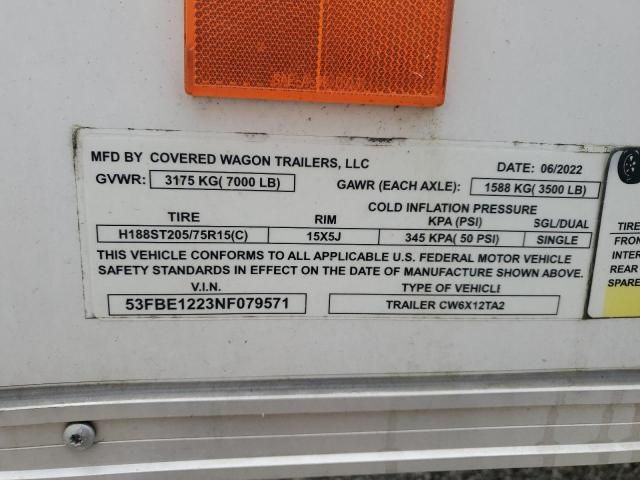 MFD BY COVERED WAGON TRAILERS, LLC
DATE: 06/2022
GVWR: 3175 KG( 7000 LB)
GAWR (EACH AXLE): 1588 KG( 3500 LB)
COLD INFLATION PRESSURE
TIRE RIM KPA (PSI) SGL/DUAL
H188ST205/75R15(C) 15X5J 345 KPA( 50 PSI) SINGLE
THIS VEHICLE CONFORMS TO ALL APPLICABLE U.S. FEDERAL MOTOR VEHICLE
SAFETY STANDARDS IN EFFECT ON THE DATE OF MANUFACTURE SHOWN ABOVE.
V.I.N. TYPE OF VEHICLE
53FBE1223NF079571 TRAILER CW6X12TA2
TIRE
FRON
INTER
REAR
SPARE